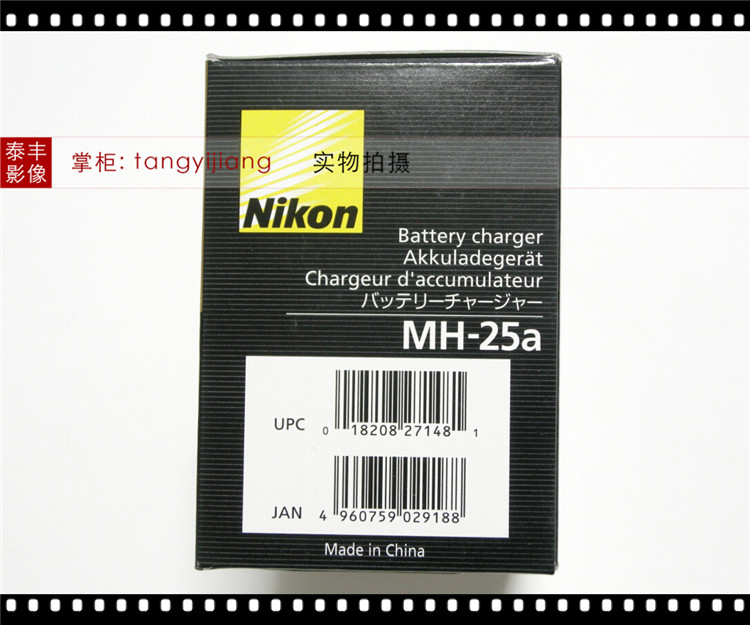 泰丰
影像
掌柜: tangyijiang 实物拍摄
Nikon
Battery charger
Akkuladegerät
Chargeur d'accumulateur
バッテリーチャージャー
MH-25a
UPC 0 18208 27148 1
JAN 4 960759 029188
Made in China